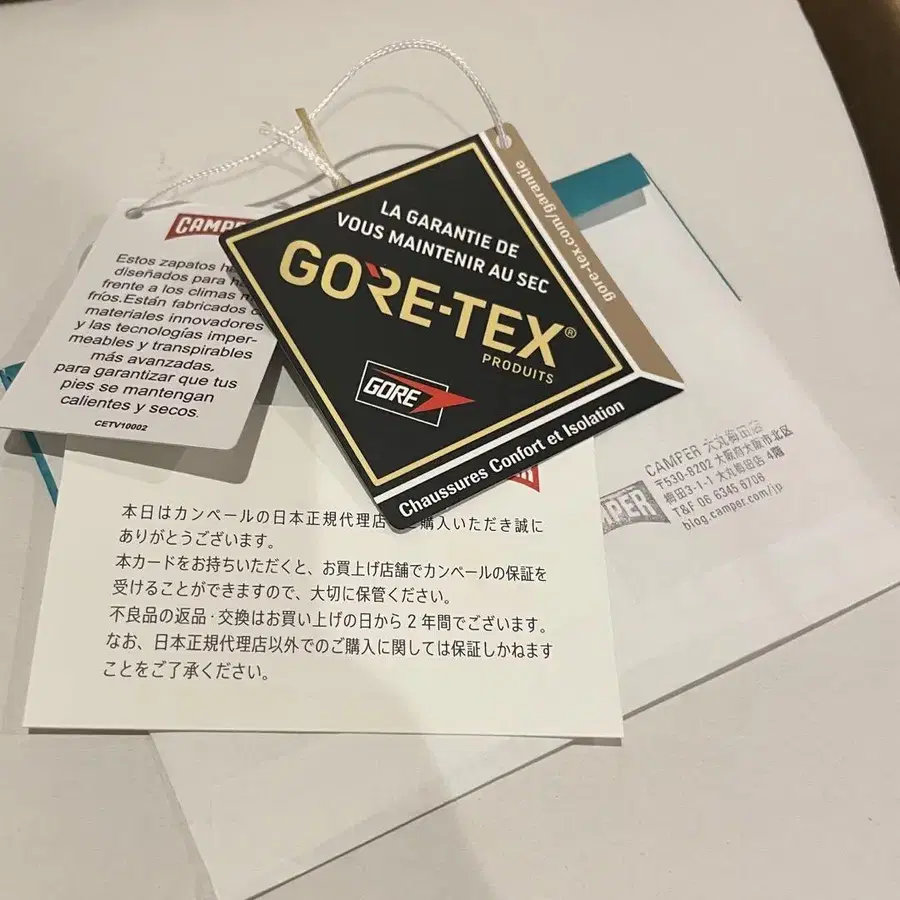 CAMPER
Estos zapatos
diseñados para
frente a los climas
fríos. Están fabricados
materiales innovadores
y las tecnologías imper-
meables y transpirables
más avanzadas,
para garantizar que tus
pies se mantengan
calientes y secos.
CETV10002
LA GARANTIE DE
VOUS MAINTENIR AU SEC
GORE-TEX®
PRODUITS
GORE
Chaussures Confort et Isolation
gore-tex.com/garantie
本日はカンペールの日本正規代理店 ご購入いただき誠に
ありがとうございます。
本カードをお持ちいただくと、お買上げ店舗でカンペールの保証を
受けることができますので、大切に保管ください。
不良品の返品·交換はお買い上げの日から2年間でございます。
なお、日本正規代理店以外でのご購入に関しては保証しかねます
ことをご了承ください。
CAMPER 大丸梅田店
〒530-8202 大阪府大阪市北区
梅田3-1-1 大丸梅田店 4階
T&F 06 6345 8708
blog.camper.com/jp